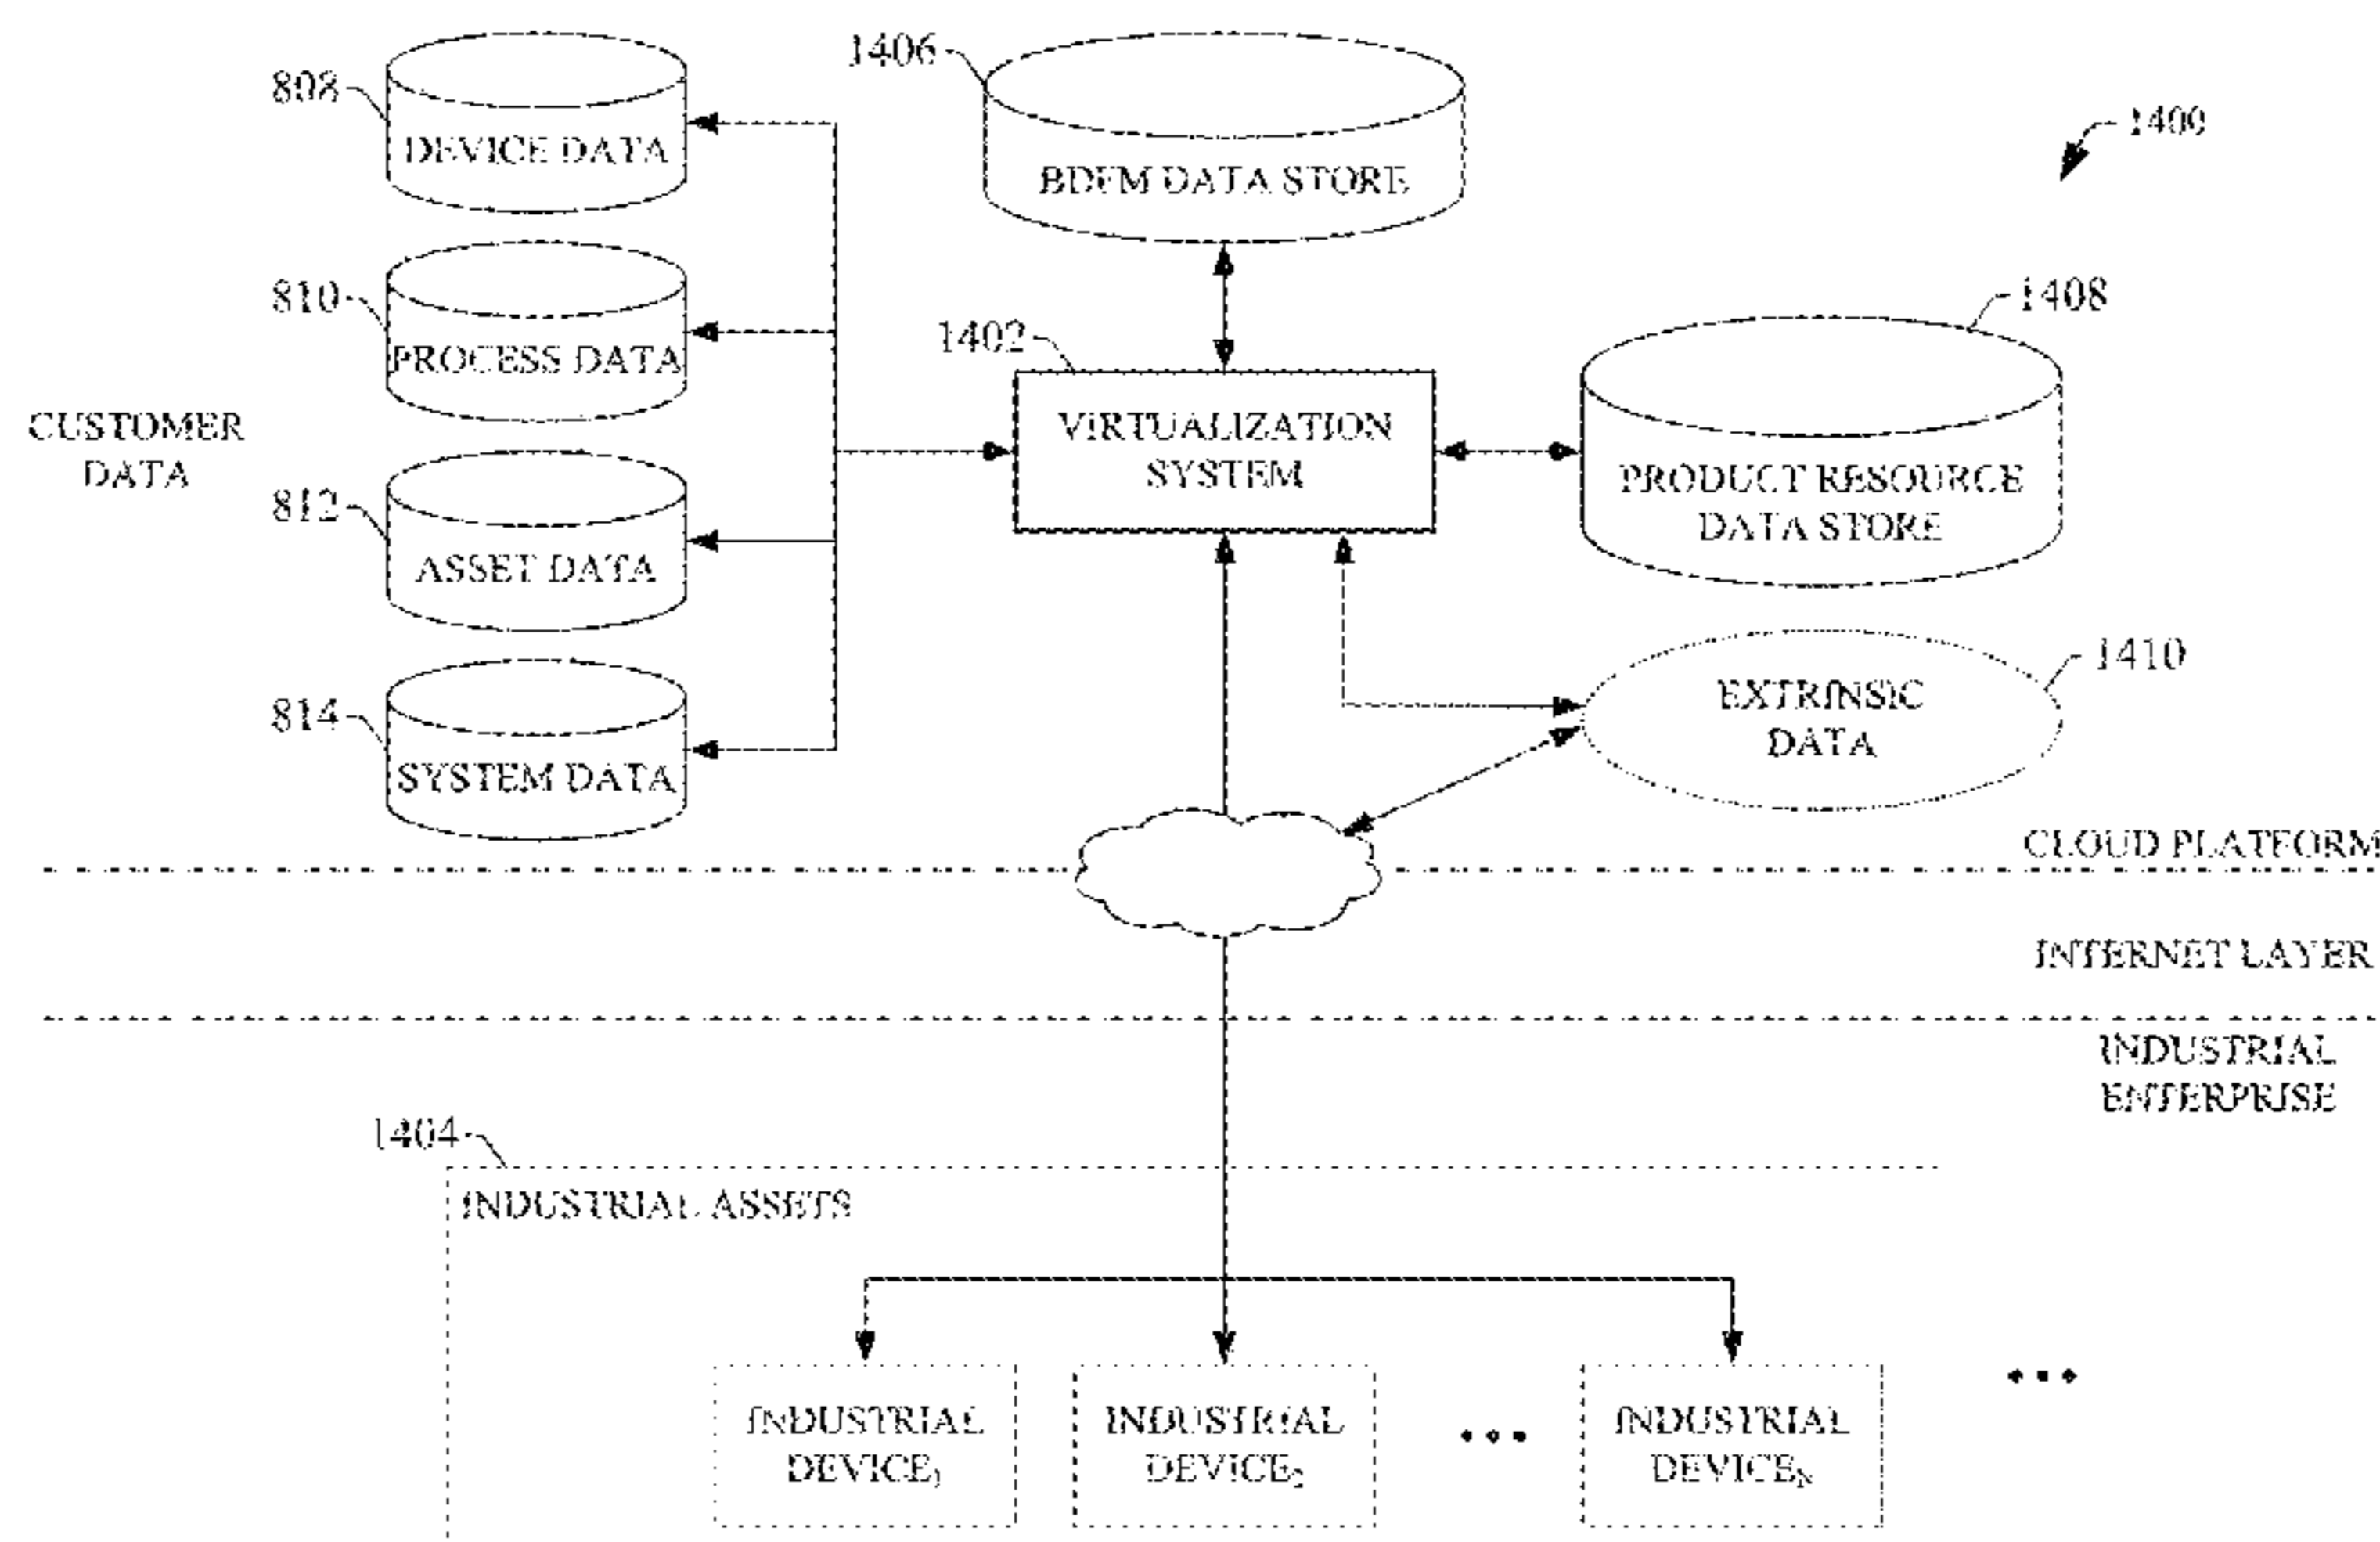 1406
808
DEVICE DATA
BDFM DATA STORE
1400
810
PROCESS DATA
1402
1408
CUSTOMER
DATA
VIRTUALIZATION
SYSTEM
PRODUCT RESOURCE
DATA STORE
812
ASSET DATA
814
SYSTEM DATA
1410
EXTRINSIC
DATA
CLOUD PLATFORM
INTERNET LAYER
INDUSTRIAL
ENTERPRISE
1404
INDUSTRIAL ASSETS
INDUSTRIAL
DEVICE₁
INDUSTRIAL
DEVICE₂
•••
INDUSTRIAL
DEVICEN
•••